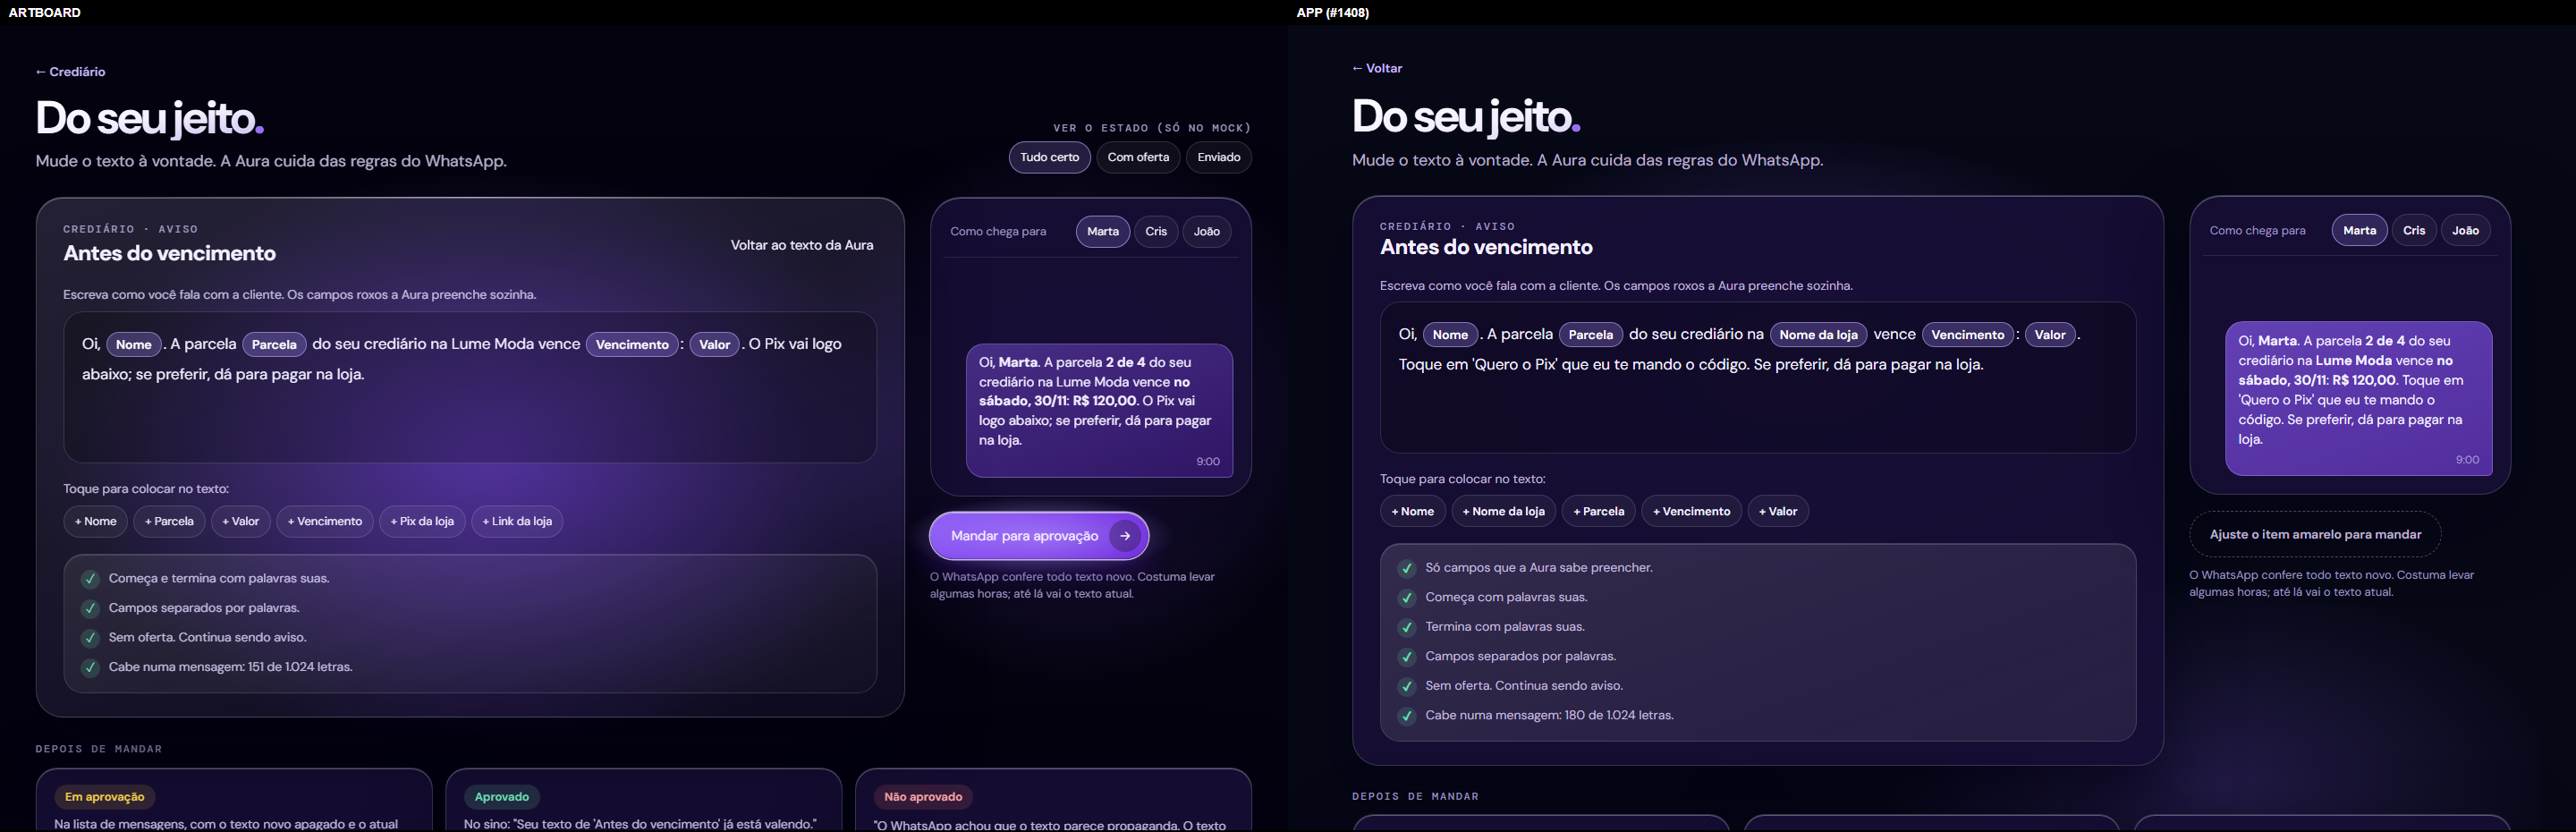 ARTBOARD
← Crediário
Do seu jeito.
Mude o texto à vontade. A Aura cuida das regras do WhatsApp.
VER O ESTADO (SÓ NO MOCK)
Tudo certo
Com oferta
Enviado
CREDIÁRIO · AVISO
Antes do vencimento
Voltar ao texto da Aura
Escreva como você fala com a cliente. Os campos roxos a Aura preenche sozinha.
Oi, Nome. A parcela Parcela do seu crediário na Lume Moda vence Vencimento: Valor. O Pix vai logo
abaixo; se preferir, dá para pagar na loja.
Toque para colocar no texto:
+ Nome
+ Parcela
+ Valor
+ Vencimento
+ Pix da loja
+ Link da loja
✓ Começa e termina com palavras suas.
✓ Campos separados por palavras.
✓ Sem oferta. Continua sendo aviso.
✓ Cabe numa mensagem: 151 de 1.024 letras.
Como chega para
Marta
Cris
João
Oi, Marta. A parcela 2 de 4 do seu
crediário na Lume Moda vence no
sábado, 30/11: R$ 120,00. O Pix vai
logo abaixo; se preferir, dá para pagar
na loja.
9:00
Mandar para aprovação →
O WhatsApp confere todo texto novo. Costuma levar
algumas horas; até lá vai o texto atual.
DEPOIS DE MANDAR
Em aprovação
Na lista de mensagens, com o texto novo apagado e o atual
Aprovado
No sino: "Seu texto de 'Antes do vencimento' já está valendo."
Não aprovado
"O WhatsApp achou que o texto parece propaganda. O texto
APP (#1408)
← Voltar
Do seu jeito.
Mude o texto à vontade. A Aura cuida das regras do WhatsApp.
CREDIÁRIO · AVISO
Antes do vencimento
Escreva como você fala com a cliente. Os campos roxos a Aura preenche sozinha.
Oi, Nome. A parcela Parcela do seu crediário na Nome da loja vence Vencimento: Valor.
Toque em 'Quero o Pix' que eu te mando o código. Se preferir, dá para pagar na loja.
Toque para colocar no texto:
+ Nome
+ Nome da loja
+ Parcela
+ Vencimento
+ Valor
✓ Só campos que a Aura sabe preencher.
✓ Começa com palavras suas.
✓ Termina com palavras suas.
✓ Campos separados por palavras.
✓ Sem oferta. Continua sendo aviso.
✓ Cabe numa mensagem: 180 de 1.024 letras.
Como chega para
Marta
Cris
João
Oi, Marta. A parcela 2 de 4 do seu
crediário na Lume Moda vence no
sábado, 30/11: R$ 120,00. Toque em
'Quero o Pix' que eu te mando o
código. Se preferir, dá para pagar na
loja.
9:00
Ajuste o item amarelo para mandar
O WhatsApp confere todo texto novo. Costuma levar
algumas horas; até lá vai o texto atual.
DEPOIS DE MANDAR